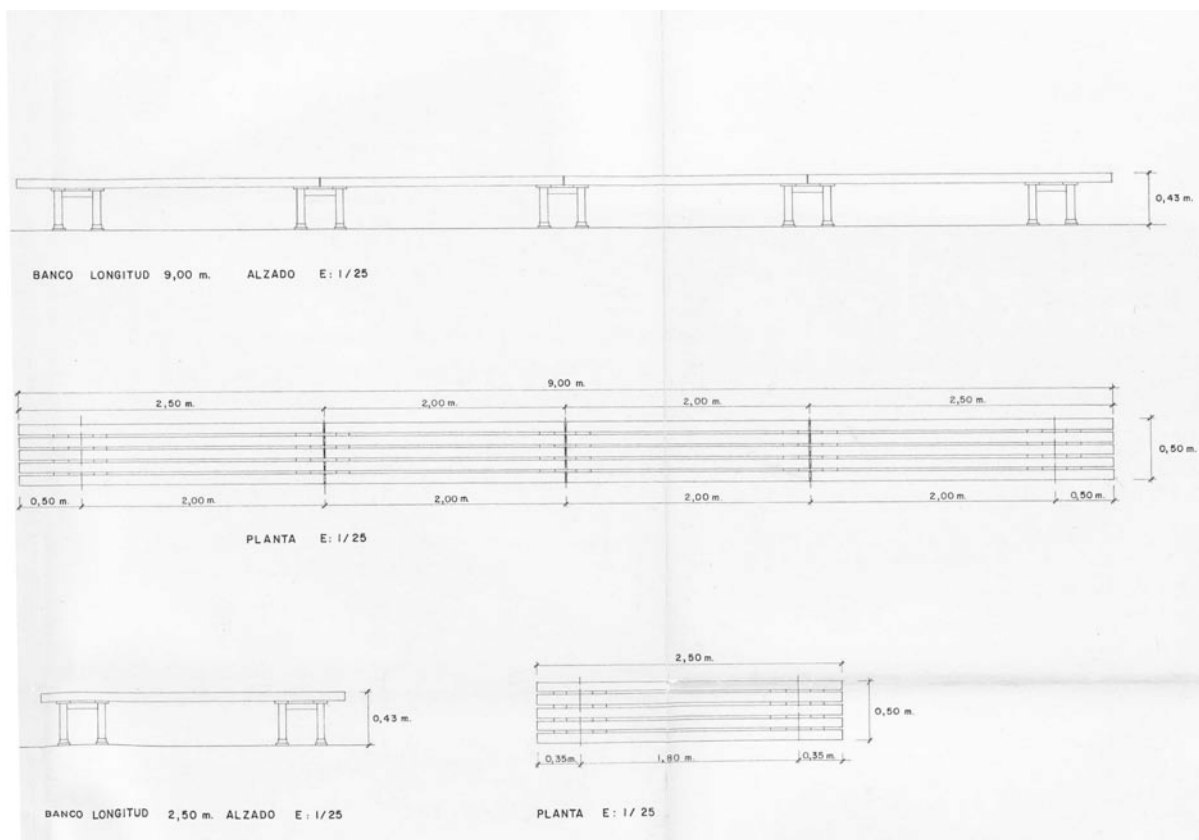 0,43 m.
BANCO LONGITUD 9,00 m. ALZADO E: 1/25
9,00 m.
2,50 m. 2,00 m. 2,00 m. 2,50 m.
0,50 m.
0,50 m. 2,00 m. 2,00 m. 2,00 m. 2,00 m. 0,50 m.
PLANTA E: 1/25
2,50 m.
0,43 m.
0,50 m.
0,35m. 1,80 m. 0,35 m.
BANCO LONGITUD 2,50 m. ALZADO E: 1/25
PLANTA E: 1/25